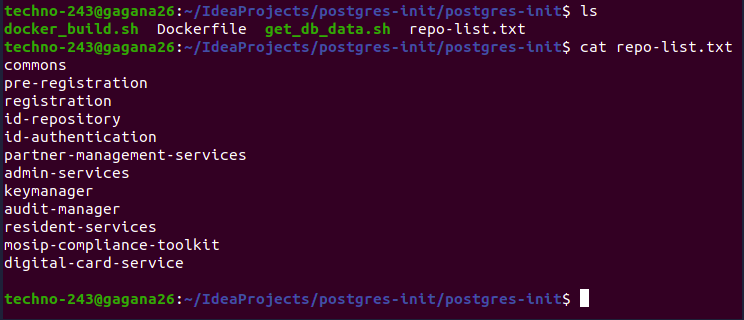 techno-243@gagana26:~/IdeaProjects/postgres-init/postgres-init$ ls
docker_build.sh  Dockerfile  get_db_data.sh  repo-list.txt
techno-243@gagana26:~/IdeaProjects/postgres-init/postgres-init$ cat repo-list.txt
commons
pre-registration
registration
id-repository
id-authentication
partner-management-services
admin-services
keymanager
audit-manager
resident-services
mosip-compliance-toolkit
digital-card-service
techno-243@gagana26:~/IdeaProjects/postgres-init/postgres-init$